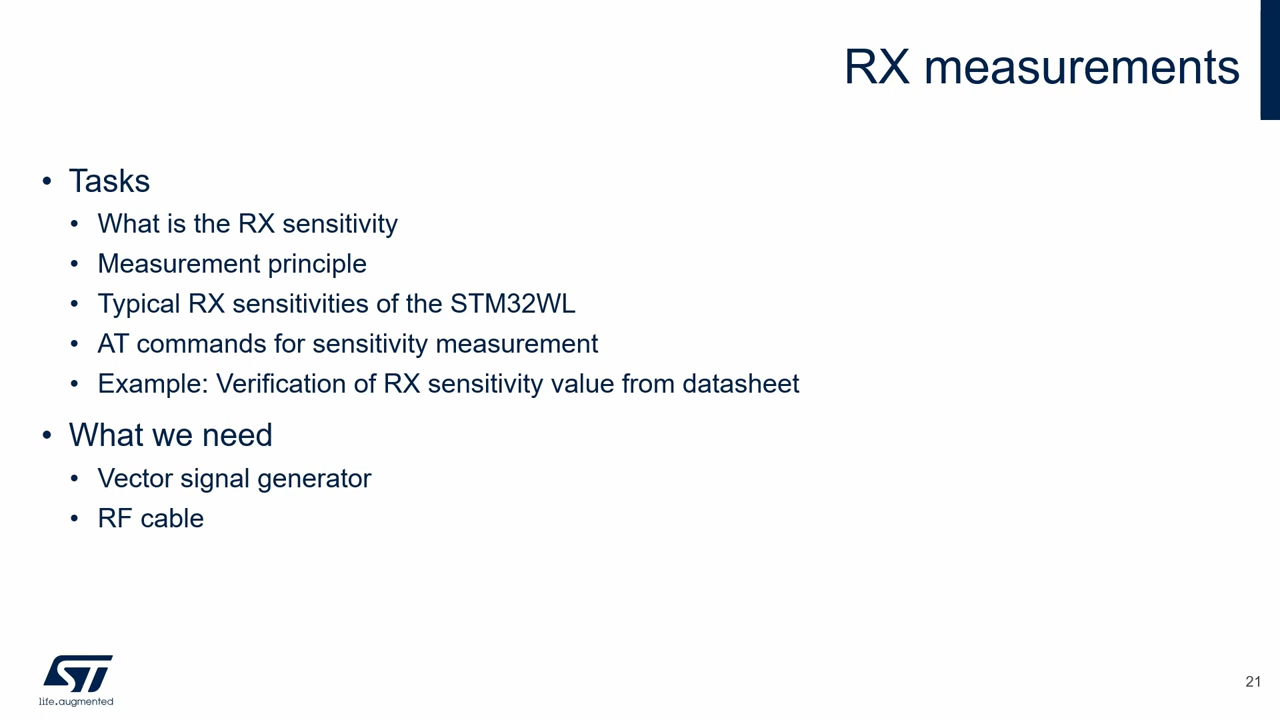 RX measurements
• Tasks
• What is the RX sensitivity
• Measurement principle
• Typical RX sensitivities of the STM32WL
• AT commands for sensitivity measurement
• Example: Verification of RX sensitivity value from datasheet
• What we need
• Vector signal generator
• RF cable
ST
life.augmented
21